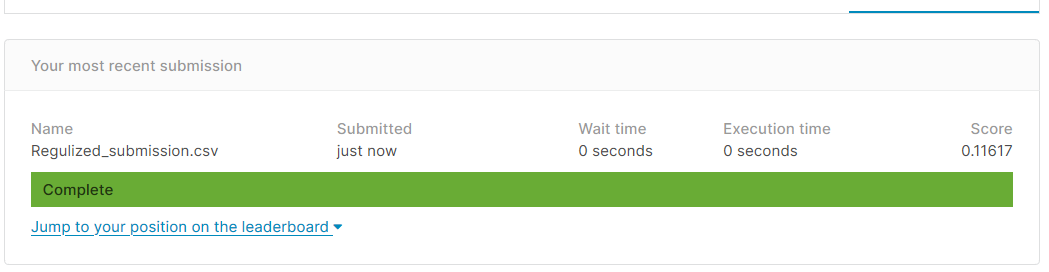 Your most recent submission
Name Submitted Wait time Execution time Score
Regulized_submission.csv just now 0 seconds 0 seconds 0.11617
Complete
Jump to your position on the leaderboard